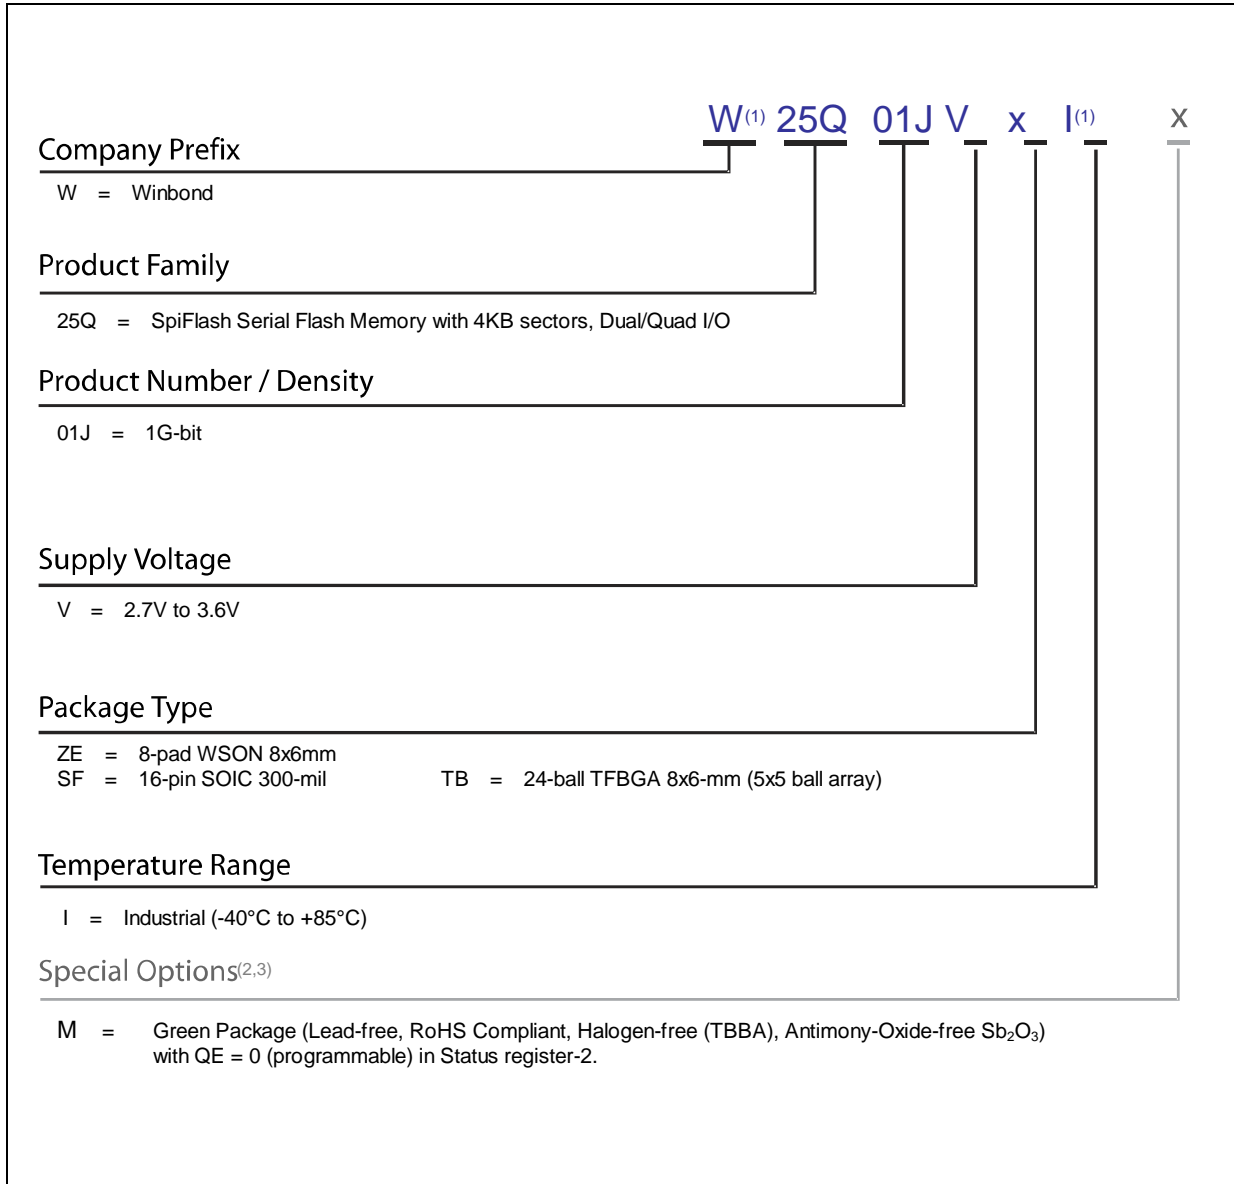 W(1) 25Q 01J V x I(1) x
Company Prefix
W = Winbond
Product Family
25Q = SpiFlash Serial Flash Memory with 4KB sectors, Dual/Quad I/O
Product Number / Density
01J = 1G-bit
Supply Voltage
V = 2.7V to 3.6V
Package Type
ZE = 8-pad WSON 8x6mm
SF = 16-pin SOIC 300-mil TB = 24-ball TFBGA 8x6-mm (5x5 ball array)
Temperature Range
I = Industrial (-40°C to +85°C)
Special Options(2,3)
M = Green Package (Lead-free, RoHS Compliant, Halogen-free (TBBA), Antimony-Oxide-free Sb₂O₃)
with QE = 0 (programmable) in Status register-2.